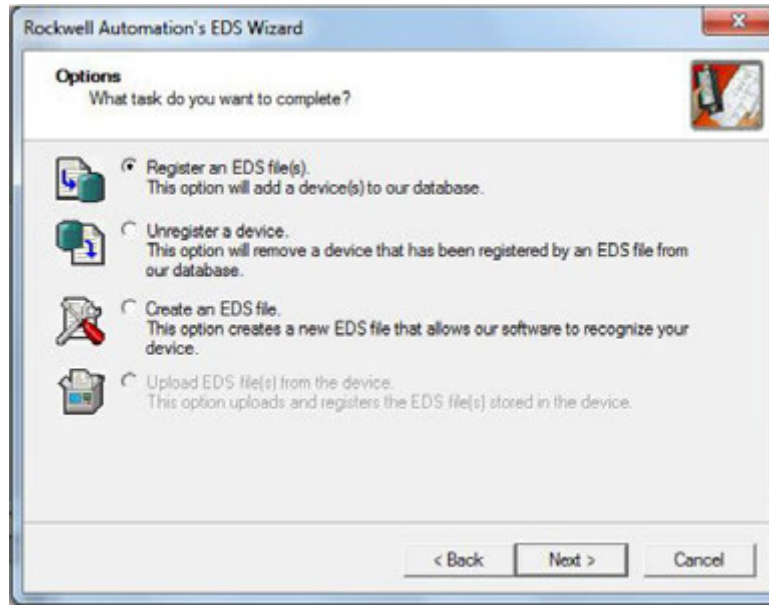 Rockwell Automation's EDS Wizard
Options
What task do you want to complete?
Register an EDS file(s).
This option will add a device(s) to our database.
Unregister a device.
This option will remove a device that has been registered by an EDS file from
our database.
Create an EDS file.
This option creates a new EDS file that allows our software to recognize your
device.
Upload EDS file(s) from the device.
This option uploads and registers the EDS file(s) stored in the device.
< Back
Next >
Cancel